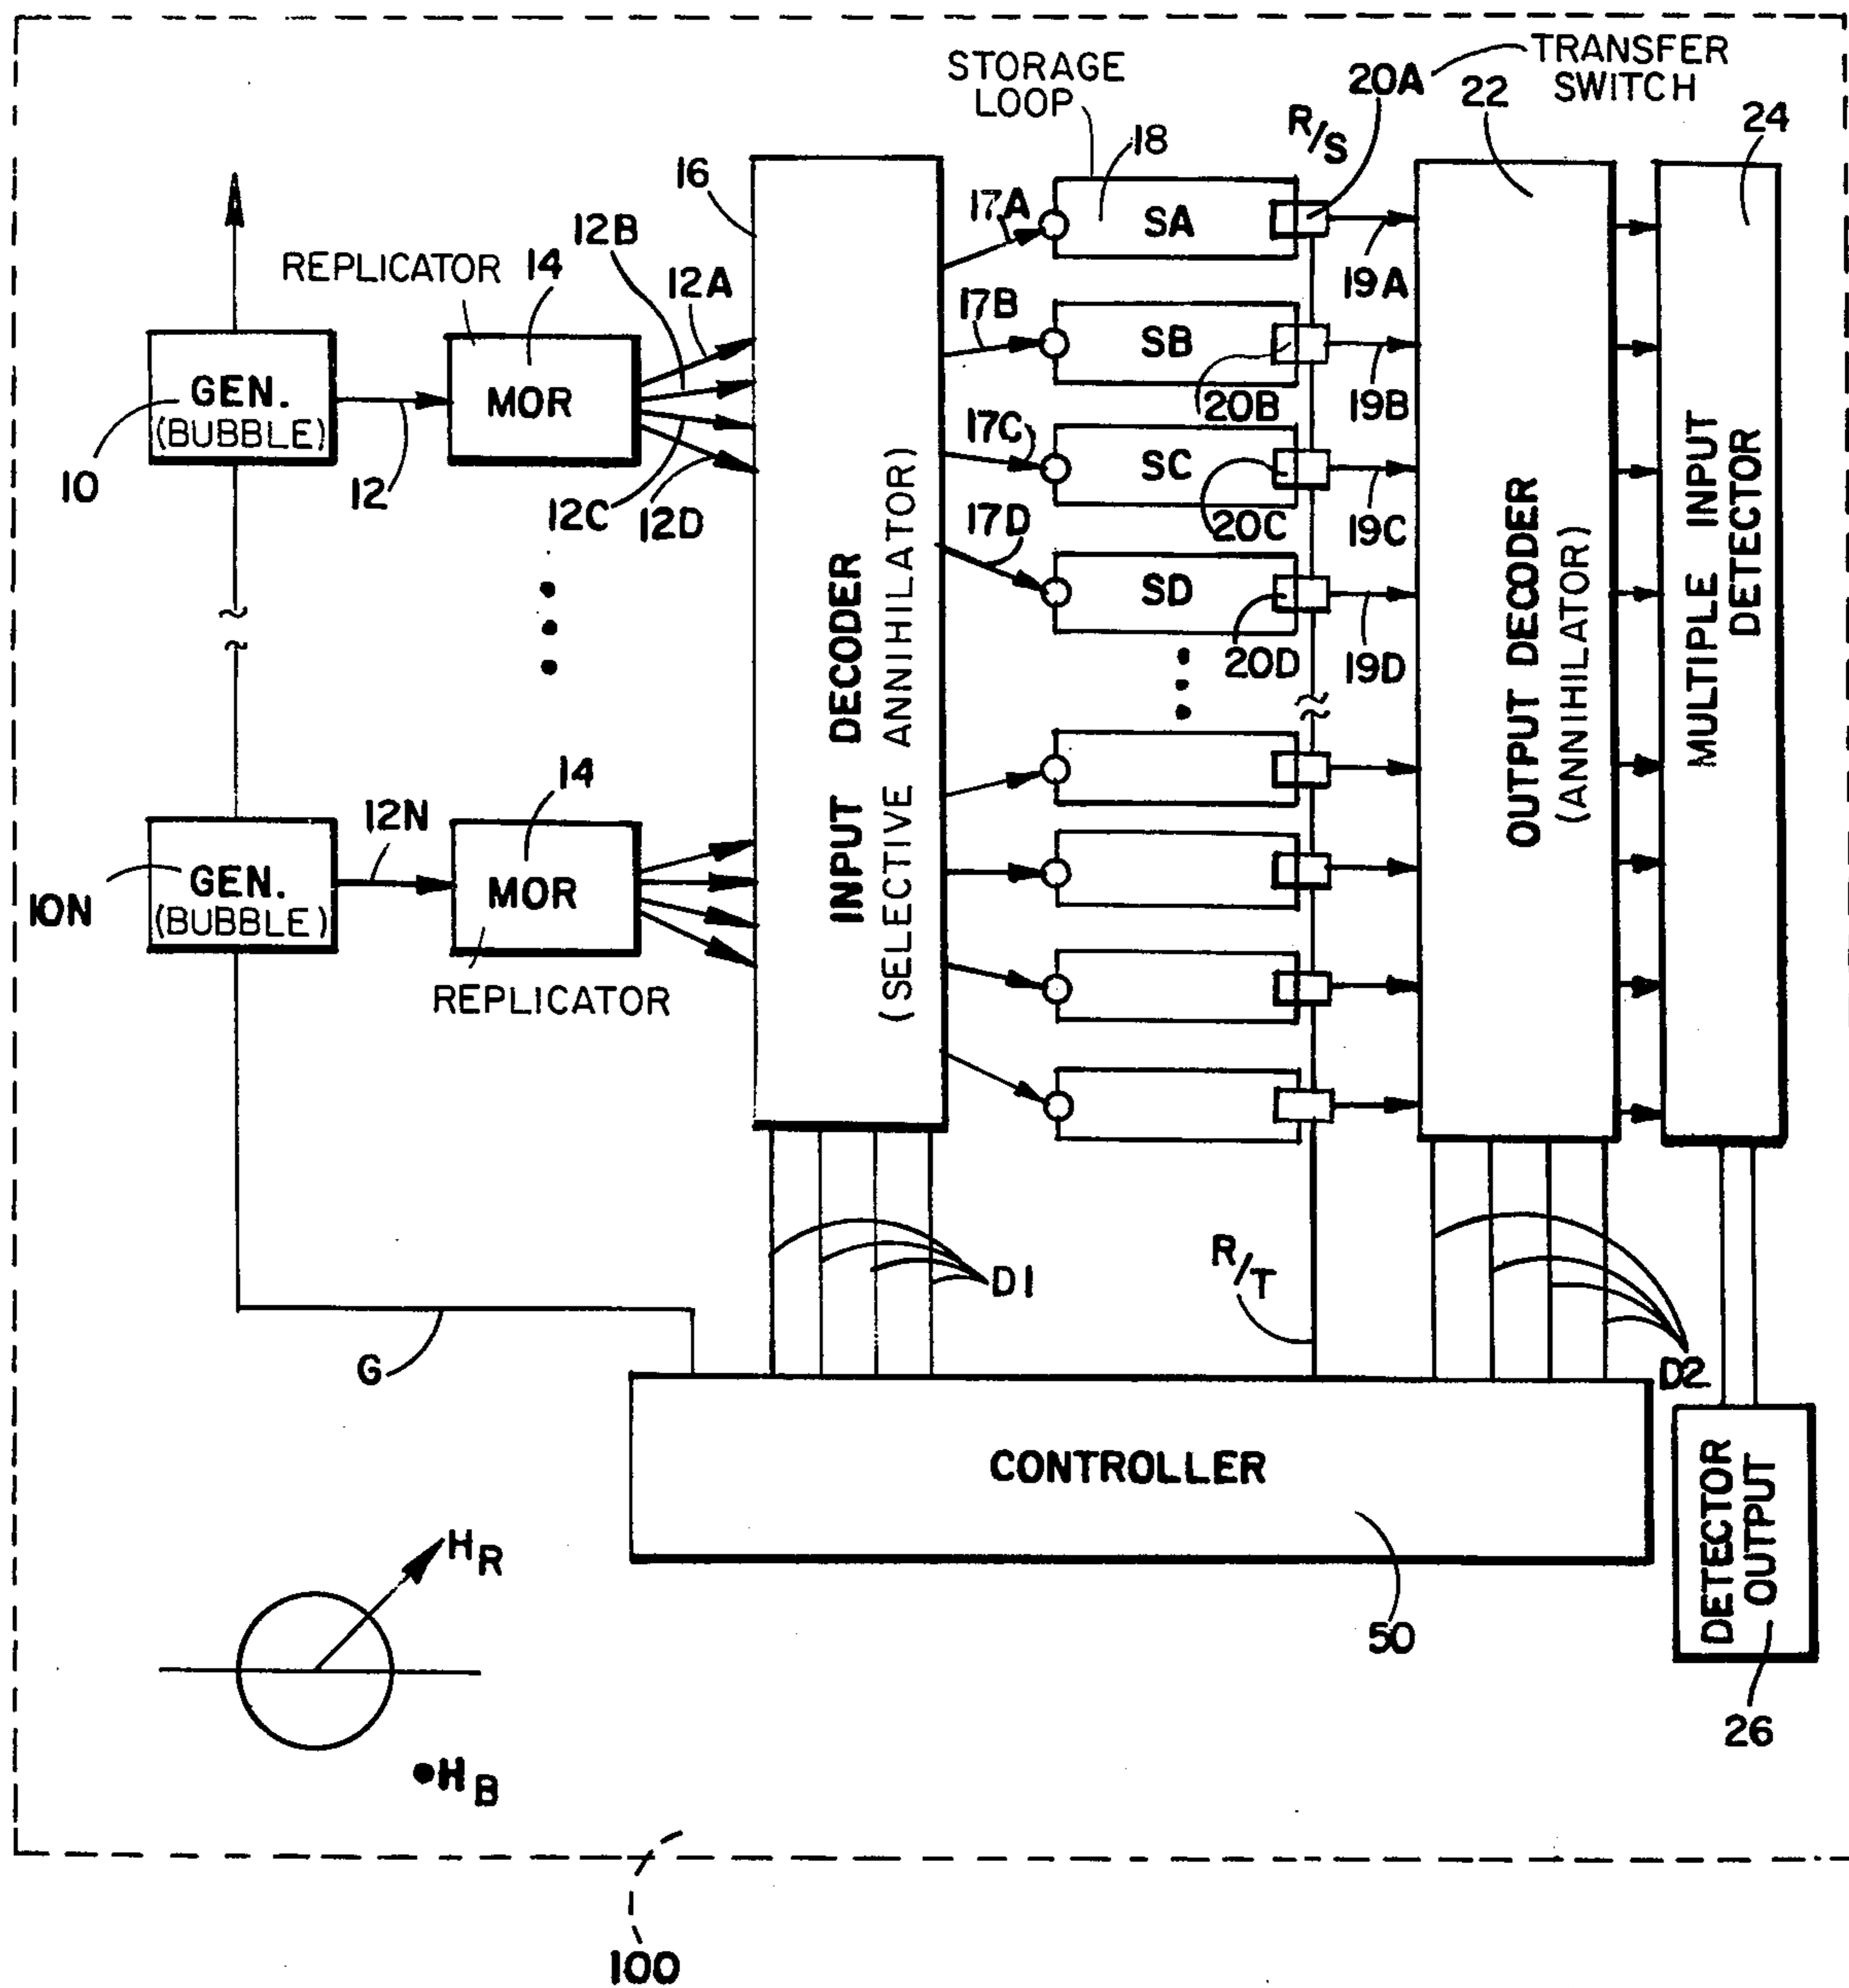 TRANSFER
SWITCH
STORAGE
LOOP
20A
22
24
R/S
18
16
17A
SA
12B
REPLICATOR
14
12A
19A
17B
SB
GEN.
(BUBBLE)
MOR
20B
19B
10
12
12C
12D
17C
SC
20C
19C
17D
SD
20D
19D
INPUT DECODER
(SELECTIVE ANNIHILATOR)
OUTPUT DECODER
(ANNIHILATOR)
MULTIPLE INPUT
DETECTOR
14
12N
GEN.
(BUBBLE)
MOR
10N
REPLICATOR
D1
R/T
G
D2
CONTROLLER
DETECTOR
OUTPUT
HR
50
26
HB
100